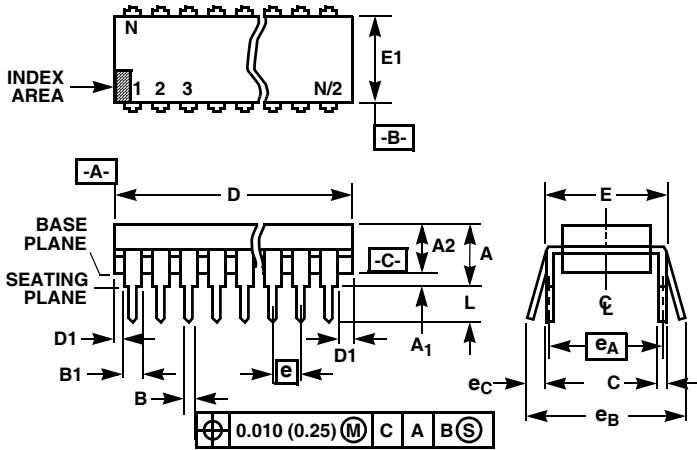 N
INDEX
AREA
1 2 3 N/2
E1
-B-
-A-
D
E
BASE
PLANE
SEATING
PLANE
A2
A
-C-
L
D1
B1
B
e
A1
D1
℄
eA
eC
C
eB
⌖ 0.010 (0.25) Ⓜ C A B Ⓢ